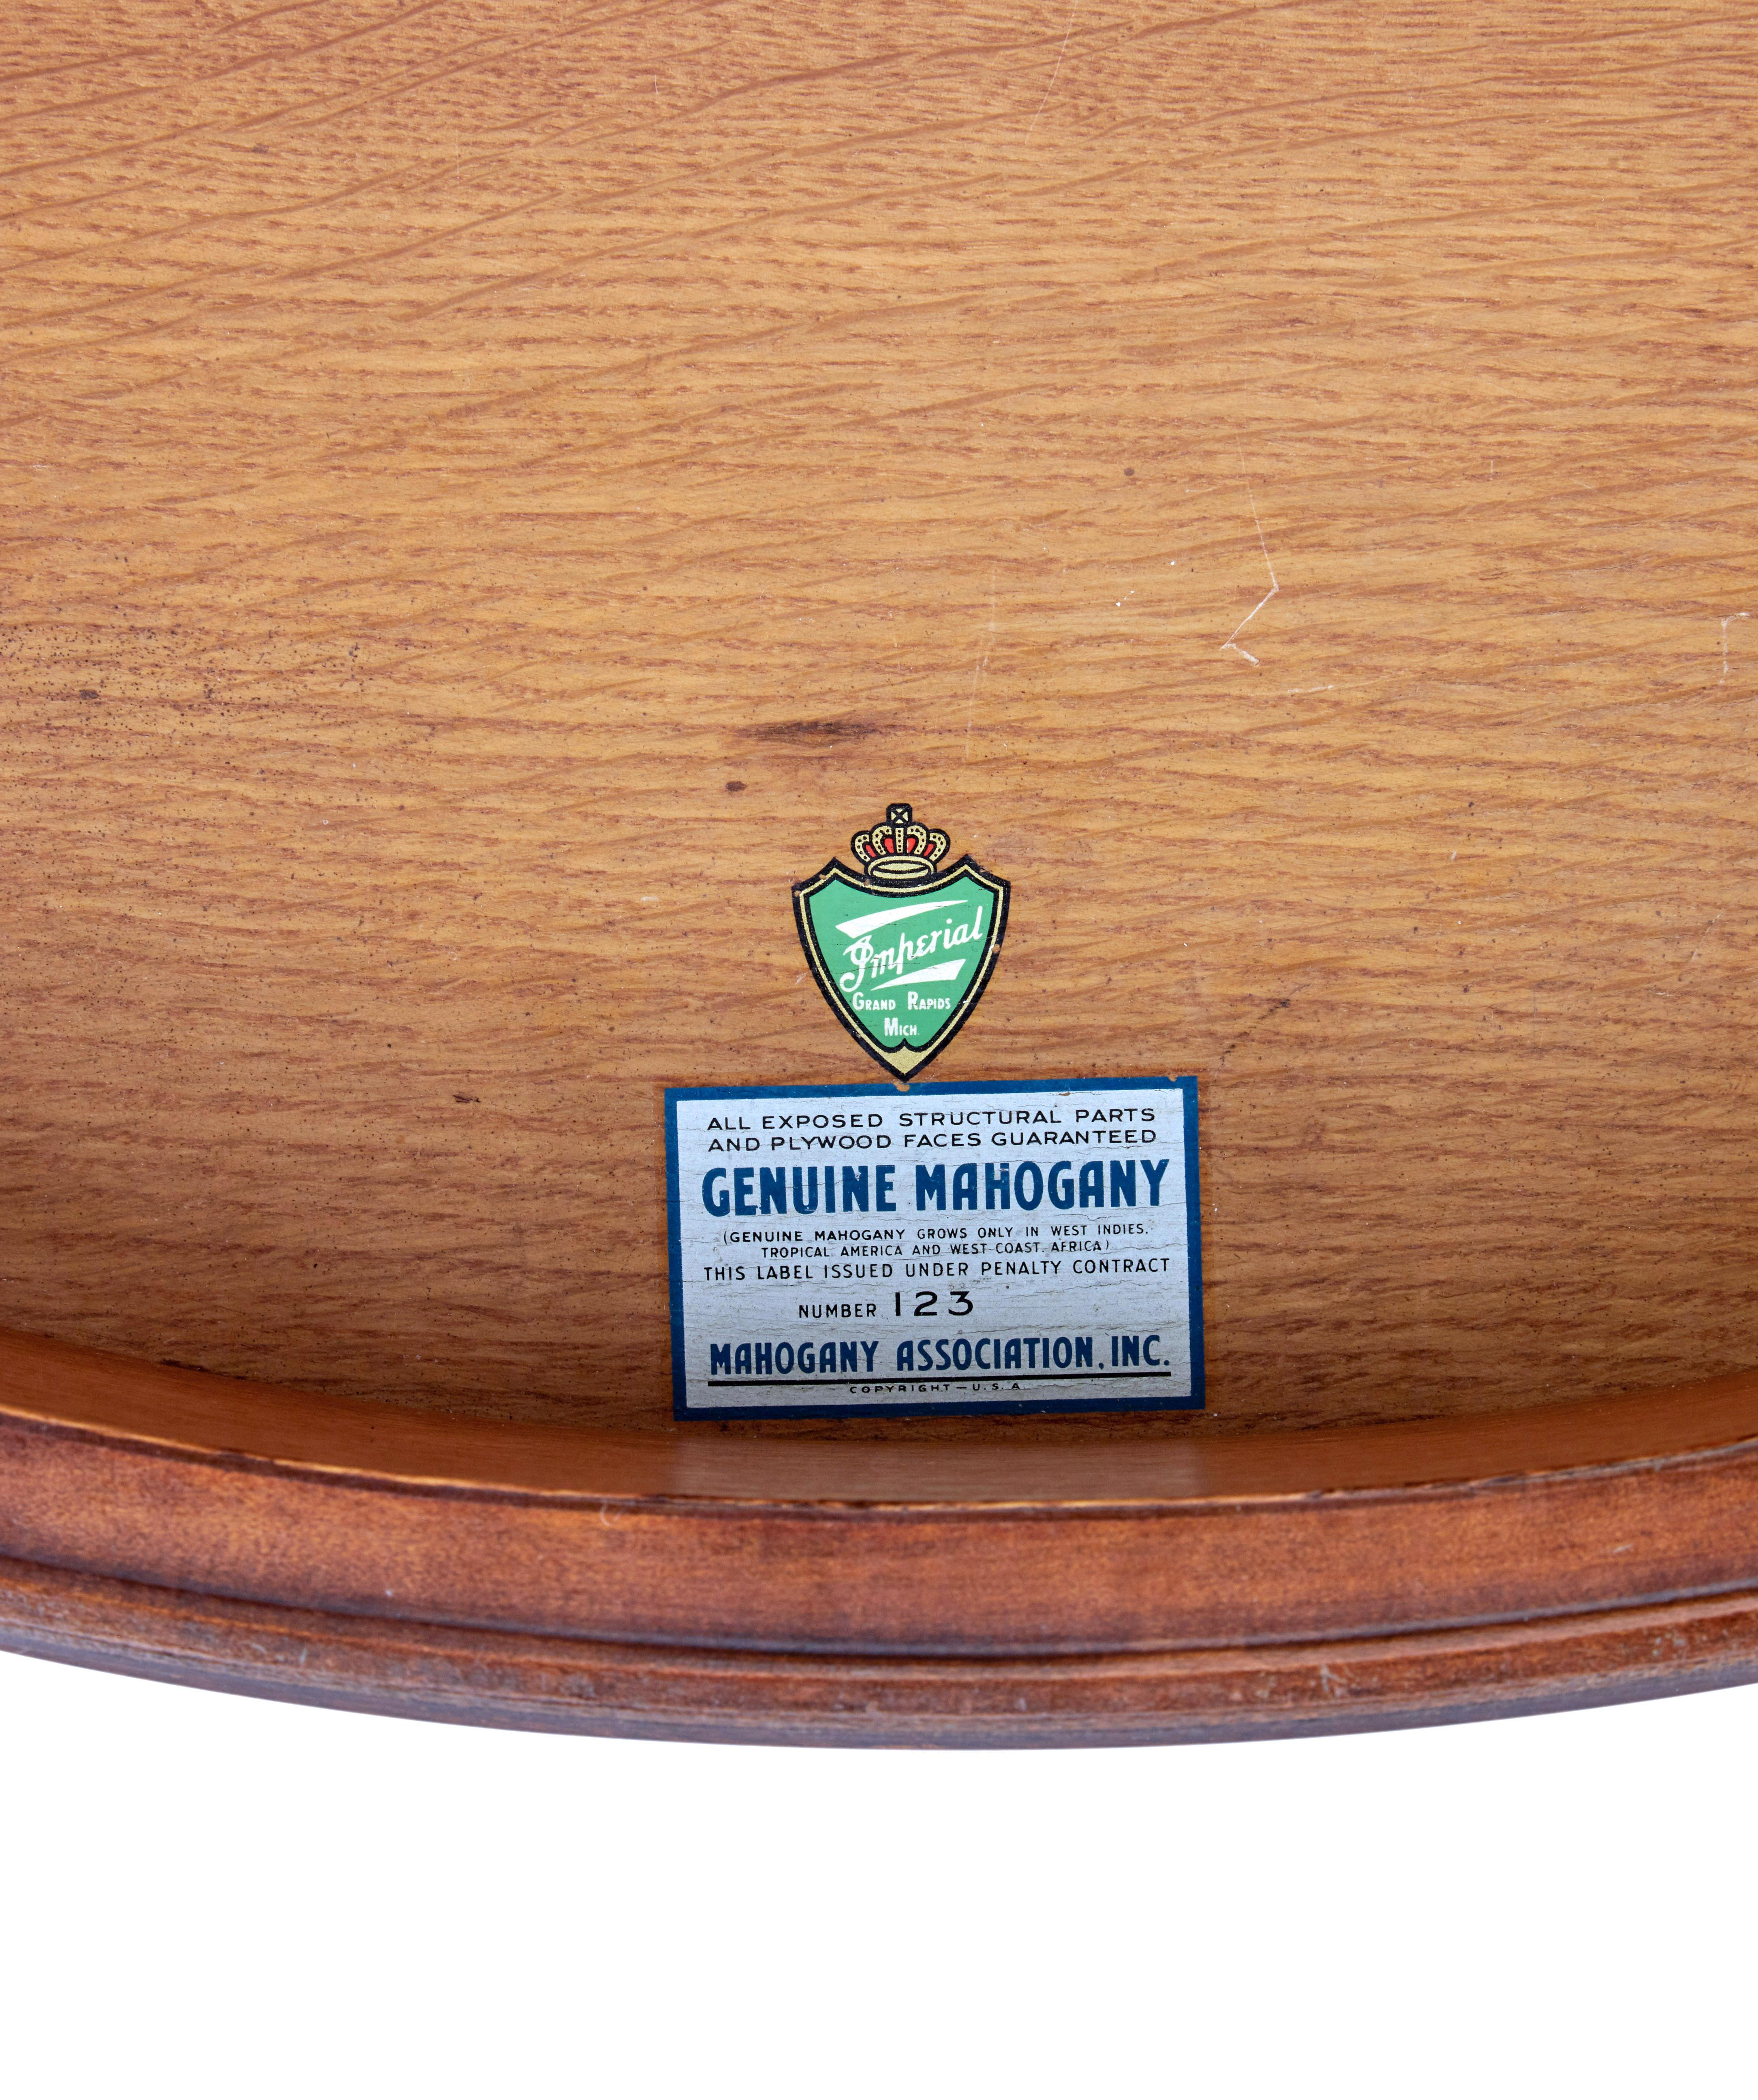 Imperial
GRAND RAPIDS
MICH.
ALL EXPOSED STRUCTURAL PARTS
AND PLYWOOD FACES GUARANTEED
GENUINE MAHOGANY
(GENUINE MAHOGANY GROWS ONLY IN WEST INDIES,
TROPICAL AMERICA AND WEST COAST, AFRICA)
THIS LABEL ISSUED UNDER PENALTY CONTRACT
NUMBER 123
MAHOGANY ASSOCIATION, INC.
COPYRIGHT — U.S.A.